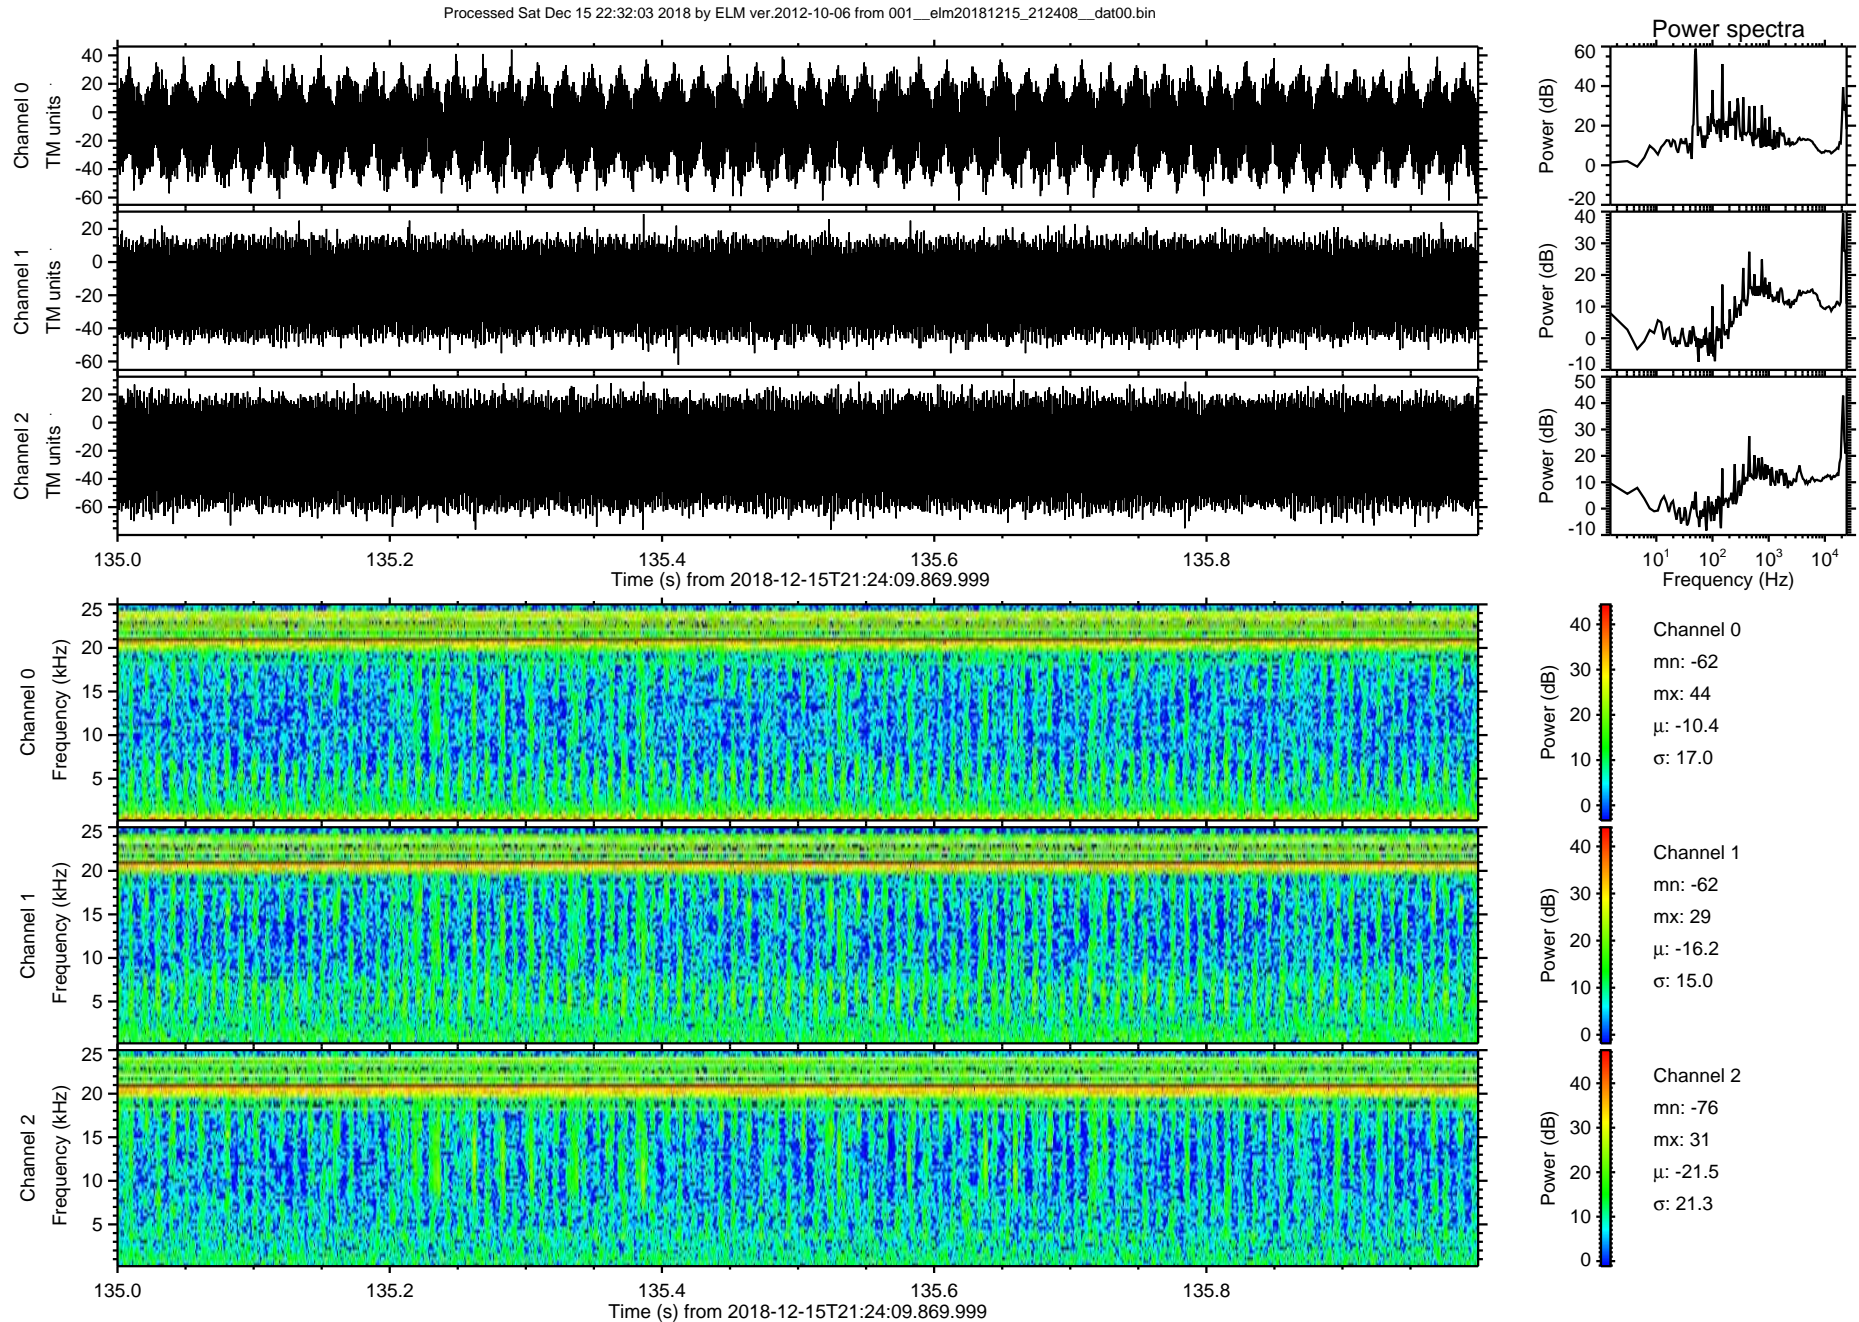 Processed Sat Dec 15 22:32:03 2018 by ELM ver.2012-10-06 from 001__elm20181215_212408__dat00.bin
Power spectra
Channel 0
TM units
40
20
0
-20
-40
-60
Power (dB)
60
40
20
0
-20
Channel 1
TM units
20
0
-20
-40
-60
Power (dB)
40
30
20
10
0
-10
Channel 2
TM units
20
0
-20
-40
-60
Power (dB)
50
40
30
20
10
0
-10
135.0 135.2 135.4 135.6 135.8
Time (s) from 2018-12-15T21:24:09.869.999
10¹ 10² 10³ 10⁴
Frequency (Hz)
Channel 0
Frequency (kHz)
25
20
15
10
5
Power (dB)
40
30
20
10
0
Channel 0
mn: -62
mx: 44
μ: -10.4
σ: 17.0
Channel 1
Frequency (kHz)
25
20
15
10
5
Power (dB)
40
30
20
10
0
Channel 1
mn: -62
mx: 29
μ: -16.2
σ: 15.0
Channel 2
Frequency (kHz)
25
20
15
10
5
Power (dB)
40
30
20
10
0
Channel 2
mn: -76
mx: 31
μ: -21.5
σ: 21.3
135.0 135.2 135.4 135.6 135.8
Time (s) from 2018-12-15T21:24:09.869.999